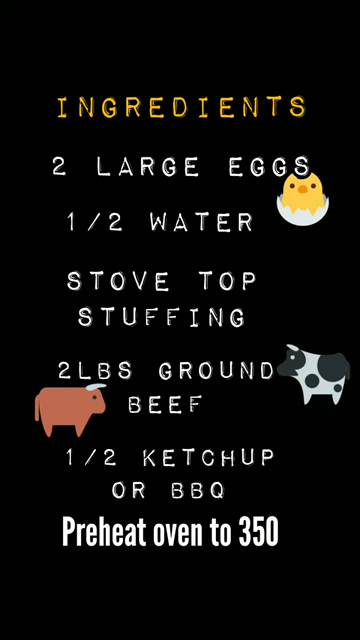 INGREDIENTS
2 LARGE EGGS
1/2 WATER
STOVE TOP
STUFFING
2LBS GROUND
BEEF
1/2 KETCHUP
OR BBQ
Preheat oven to 350